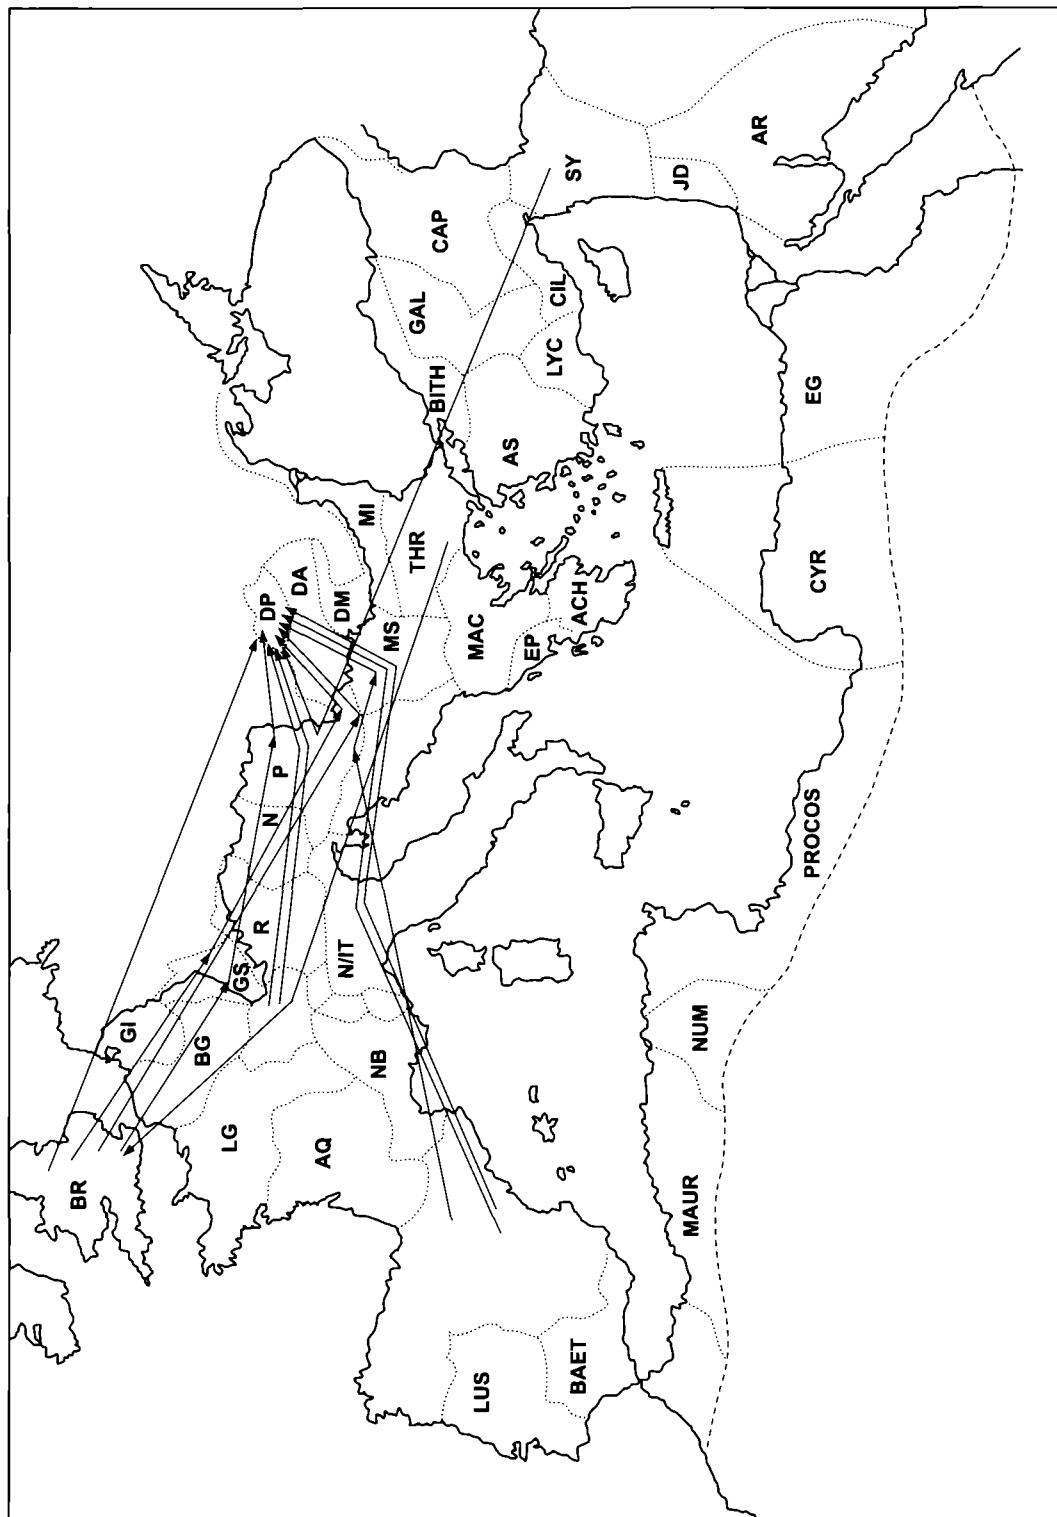 BR
GI
BG
GS
LG
R
N
P
DP
DA
DM
MI
AQ
NB
N/IT
MS
THR
BITH
GAL
CAP
MAC
EP
ACH
AS
LYC
CIL
SY
JD
AR
LUS
BAET
MAUR
NUM
PROCOS
CYR
EG